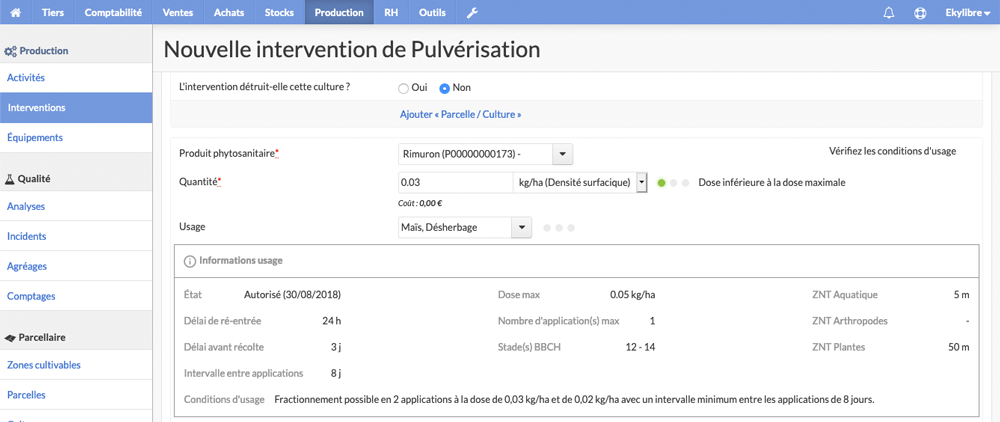 Tiers Comptabilité Ventes Achats Stocks Production RH Outils Ekylibre
Production
Activités
Interventions
Équipements
Qualité
Analyses
Incidents
Agréages
Comptages
Parcellaire
Zones cultivables
Parcelles
Nouvelle intervention de Pulvérisation
L'intervention détruit-elle cette culture ? Oui Non
Ajouter « Parcelle / Culture »
Produit phytosanitaire* Rimuron (P00000000173) - Vérifiez les conditions d'usage
Quantité* 0.03 kg/ha (Densité surfacique) Dose inférieure à la dose maximale
Coût : 0,00 €
Usage Maïs, Désherbage
Informations usage
État Autorisé (30/08/2018) Dose max 0.05 kg/ha ZNT Aquatique 5 m
Délai de ré-entrée 24 h Nombre d'application(s) max 1 ZNT Arthropodes -
Délai avant récolte 3 j Stade(s) BBCH 12 - 14 ZNT Plantes 50 m
Intervalle entre applications 8 j
Conditions d'usage Fractionnement possible en 2 applications à la dose de 0,03 kg/ha et de 0,02 kg/ha avec un intervalle minimum entre les applications de 8 jours.